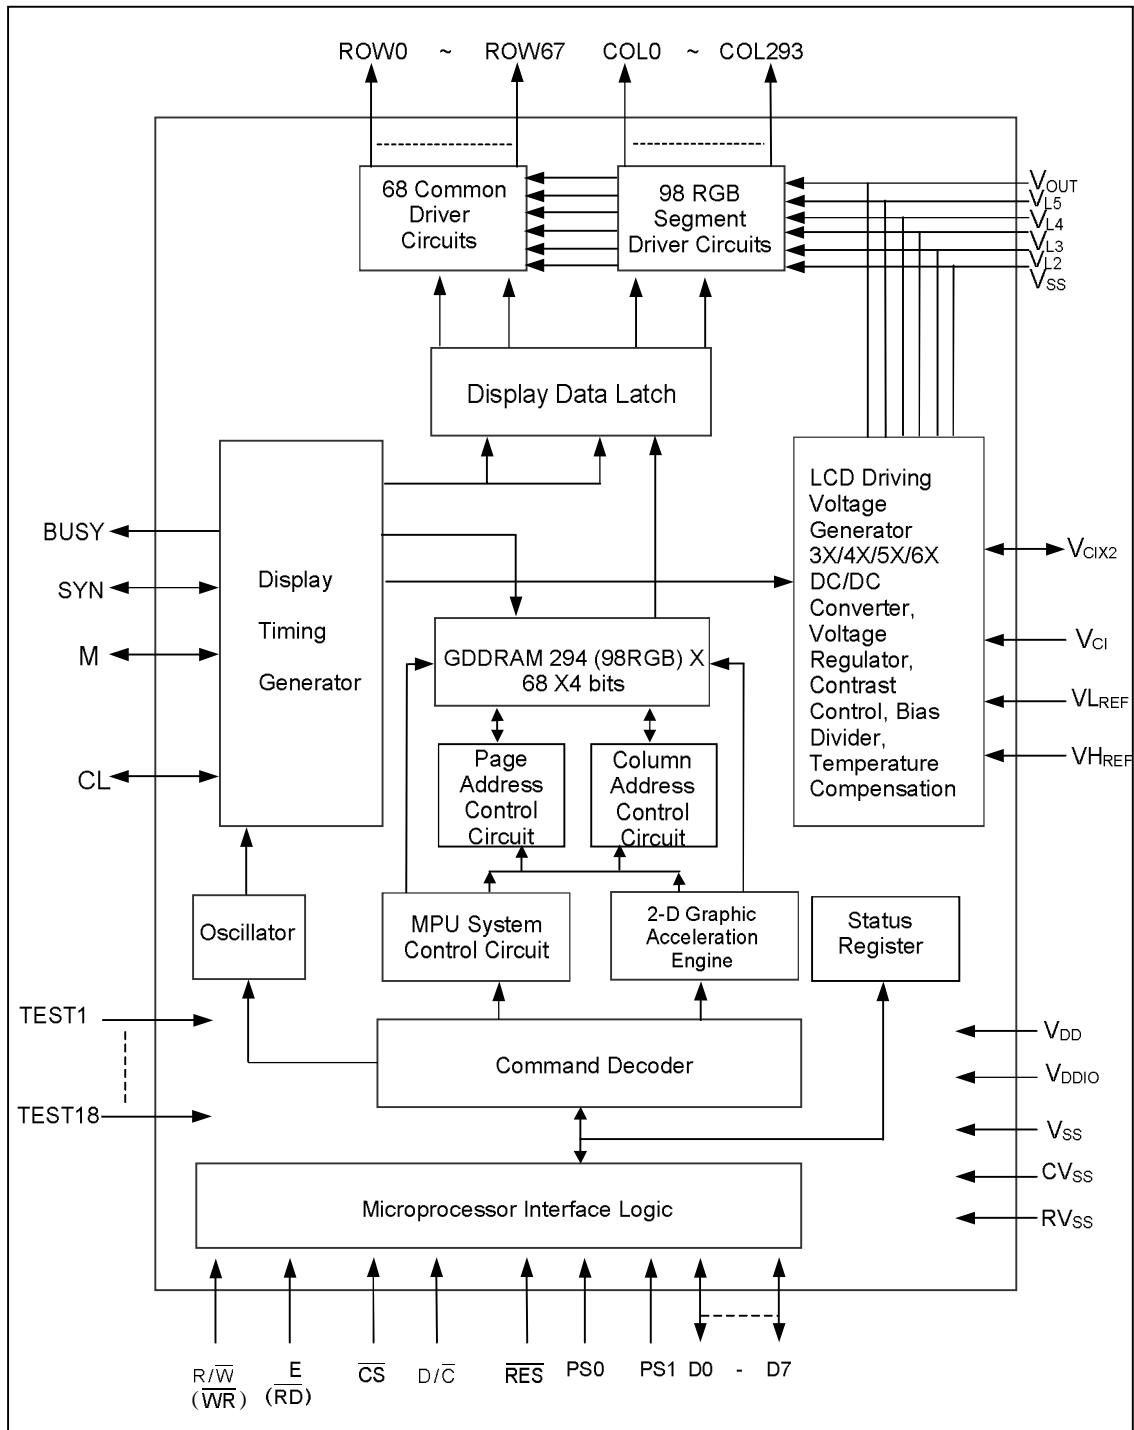 ROW0 ~ ROW67 COL0 ~ COL293
68 Common
Driver
Circuits
98 RGB
Segment
Driver Circuits
VOUT
VL5
VL4
VL3
VL2
VSS
Display Data Latch
BUSY
SYN
M
CL
Display
Timing
Generator
LCD Driving
Voltage
Generator
3X/4X/5X/6X
DC/DC
Converter,
Voltage
Regulator,
Contrast
Control, Bias
Divider,
Temperature
Compensation
VCIX2
VCI
VLREF
VHREF
GDDRAM 294 (98RGB) X
68 X4 bits
Page
Address
Control
Circuit
Column
Address
Control
Circuit
Oscillator
MPU System
Control Circuit
2-D Graphic
Acceleration
Engine
Status
Register
TEST1
TEST18
Command Decoder
VDD
VDDIO
VSS
CVSS
RVSS
Microprocessor Interface Logic
R/W̅
(W̅R̅)
E
(R̅D̅)
C̅S̅
D/C̅
R̅E̅S̅
PS0
PS1
D0 - D7